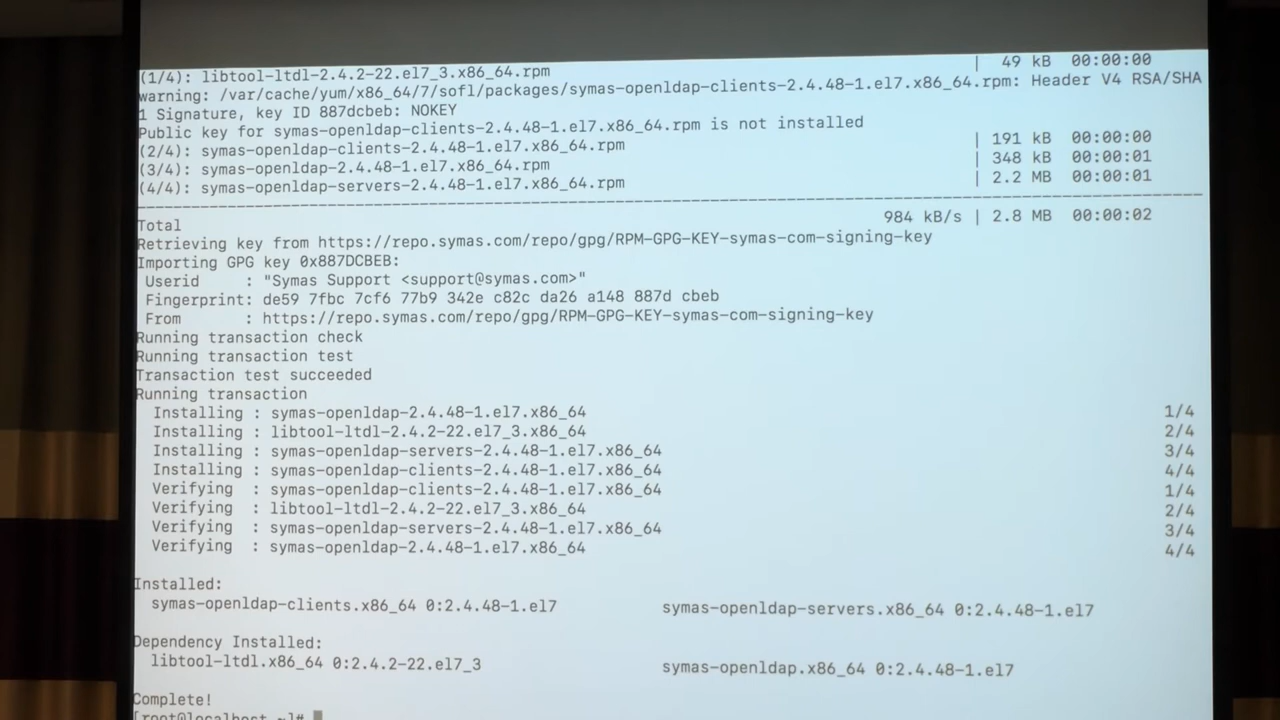 (1/4): libtool-ltdl-2.4.2-22.el7_3.x86_64.rpm | 49 kB 00:00:00
warning: /var/cache/yum/x86_64/7/sofl/packages/symas-openldap-clients-2.4.48-1.el7.x86_64.rpm: Header V4 RSA/SHA
1 Signature, key ID 887dcbeb: NOKEY
Public key for symas-openldap-clients-2.4.48-1.el7.x86_64.rpm is not installed
(2/4): symas-openldap-clients-2.4.48-1.el7.x86_64.rpm | 191 kB 00:00:00
(3/4): symas-openldap-2.4.48-1.el7.x86_64.rpm | 348 kB 00:00:01
(4/4): symas-openldap-servers-2.4.48-1.el7.x86_64.rpm | 2.2 MB 00:00:01
Total 984 kB/s | 2.8 MB 00:00:02
Retrieving key from https://repo.symas.com/repo/gpg/RPM-GPG-KEY-symas-com-signing-key
Importing GPG key 0x887DCBEB:
Userid : "Symas Support <support@symas.com>"
Fingerprint: de59 7fbc 7cf6 77b9 342e c82c da26 a148 887d cbeb
From : https://repo.symas.com/repo/gpg/RPM-GPG-KEY-symas-com-signing-key
Running transaction check
Running transaction test
Transaction test succeeded
Running transaction
Installing : symas-openldap-2.4.48-1.el7.x86_64 1/4
Installing : libtool-ltdl-2.4.2-22.el7_3.x86_64 2/4
Installing : symas-openldap-servers-2.4.48-1.el7.x86_64 3/4
Installing : symas-openldap-clients-2.4.48-1.el7.x86_64 4/4
Verifying : symas-openldap-clients-2.4.48-1.el7.x86_64 1/4
Verifying : libtool-ltdl-2.4.2-22.el7_3.x86_64 2/4
Verifying : symas-openldap-servers-2.4.48-1.el7.x86_64 3/4
Verifying : symas-openldap-2.4.48-1.el7.x86_64 4/4
Installed:
symas-openldap-clients.x86_64 0:2.4.48-1.el7 symas-openldap-servers.x86_64 0:2.4.48-1.el7
Dependency Installed:
libtool-ltdl.x86_64 0:2.4.2-22.el7_3 symas-openldap.x86_64 0:2.4.48-1.el7
Complete!
[root@localhost ~]#